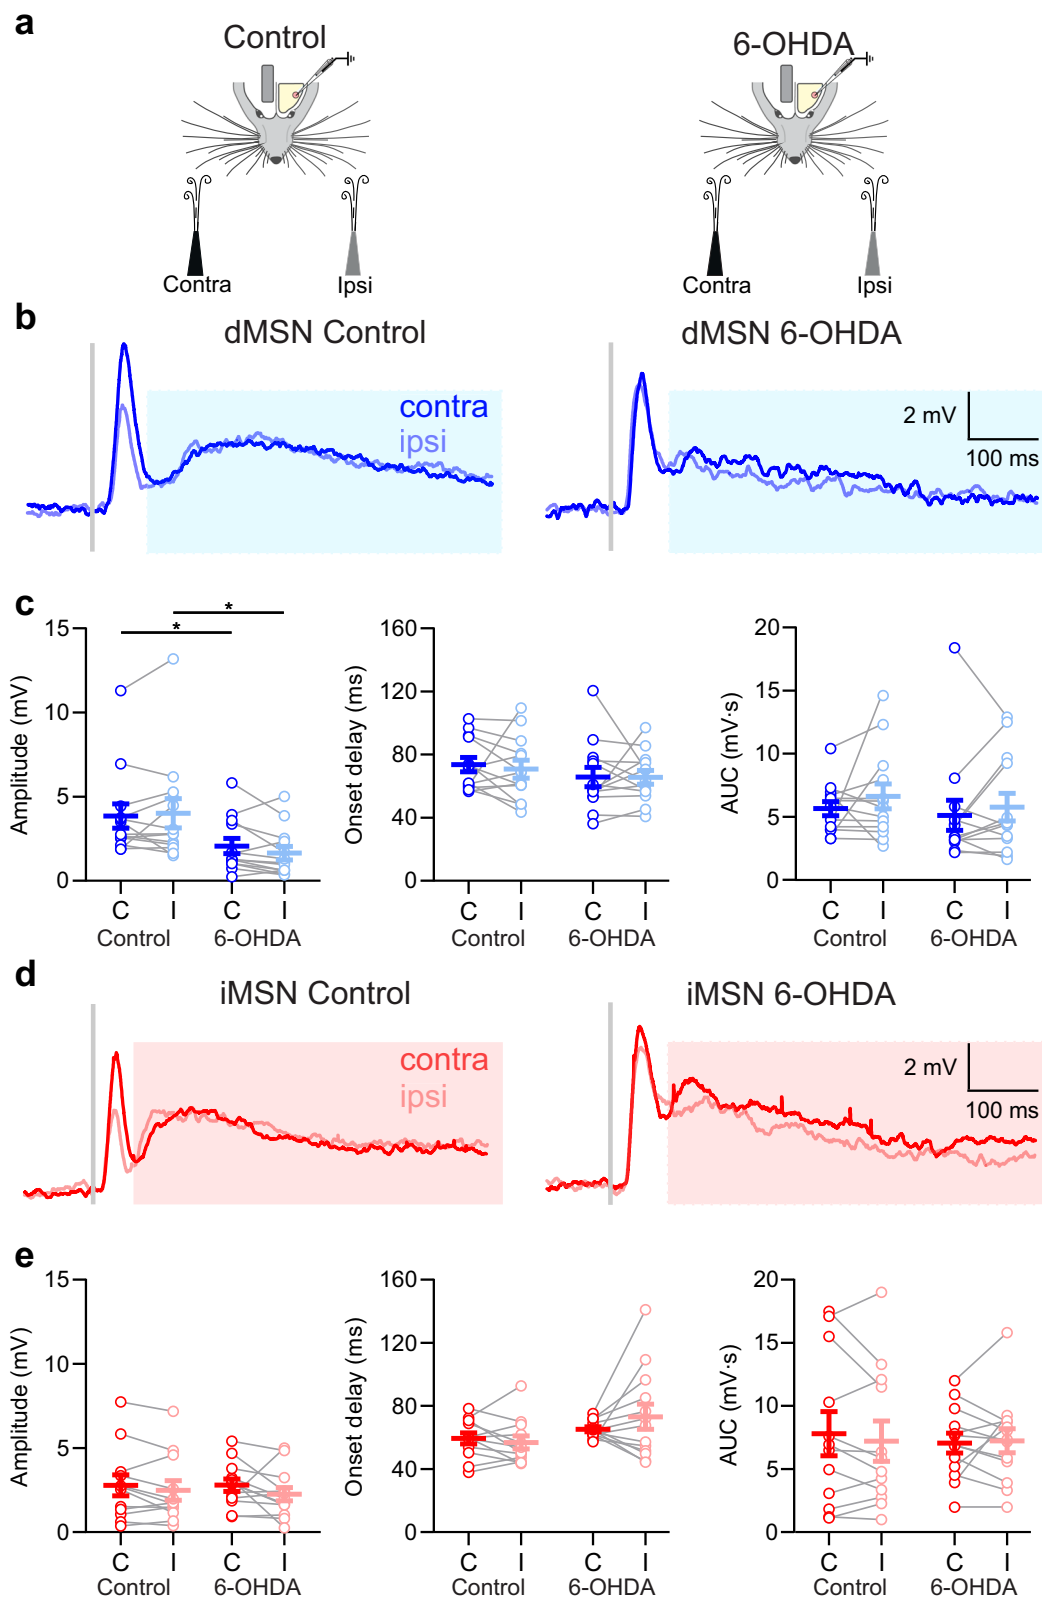 a
Control 6-OHDA
Contra Ipsi Contra Ipsi
b
dMSN Control dMSN 6-OHDA
contra
ipsi
2 mV
100 ms
c
* *
Amplitude (mV)
15
10
5
0
C I C I
Control 6-OHDA
Onset delay (ms)
160
120
80
40
0
C I C I
Control 6-OHDA
AUC (mV·s)
20
15
10
5
0
C I C I
Control 6-OHDA
d
iMSN Control iMSN 6-OHDA
contra
ipsi
2 mV
100 ms
e
Amplitude (mV)
15
10
5
0
C I C I
Control 6-OHDA
Onset delay (ms)
160
120
80
40
0
C I C I
Control 6-OHDA
AUC (mV·s)
20
15
10
5
0
C I C I
Control 6-OHDA